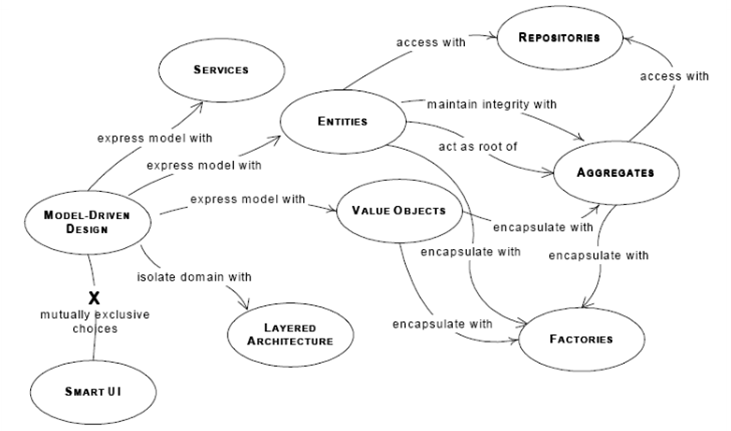 REPOSITORIES
access with
SERVICES
access with
maintain integrity with
ENTITIES
express model with
act as root of
express model with
AGGREGATES
express model with
VALUE OBJECTS
MODEL-DRIVEN
DESIGN
encapsulate with
encapsulate with
encapsulate with
isolate domain with
X
mutually exclusive
choices
encapsulate with
LAYERED
ARCHITECTURE
FACTORIES
SMART UI